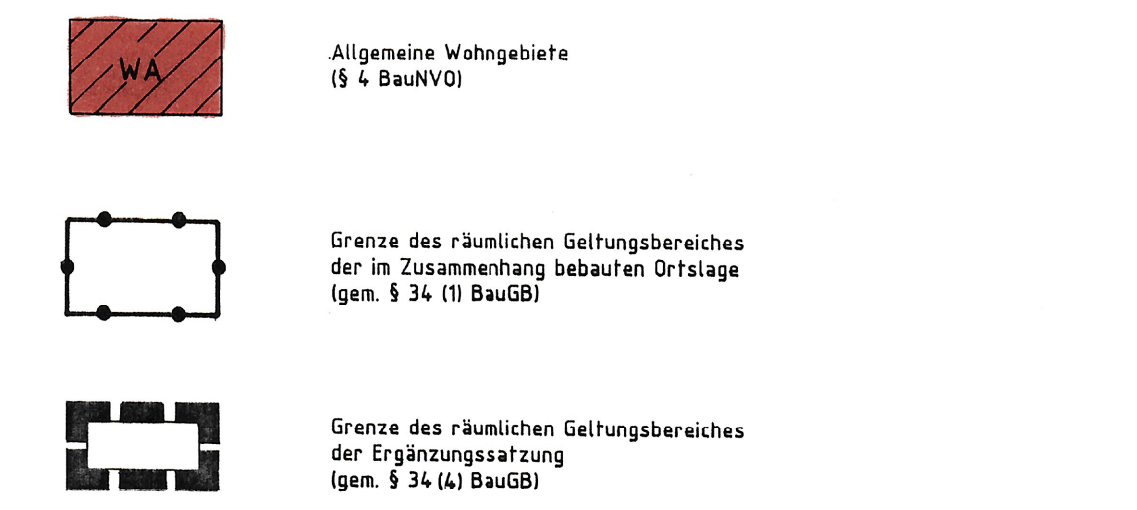 WA
Allgemeine Wohngebiete
(§ 4 BauNVO)
Grenze des räumlichen Geltungsbereiches
der im Zusammenhang bebauten Ortslage
(gem. § 34 (1) BauGB)
Grenze des räumlichen Geltungsbereiches
der Ergänzungssatzung
(gem. § 34 (4) BauGB)